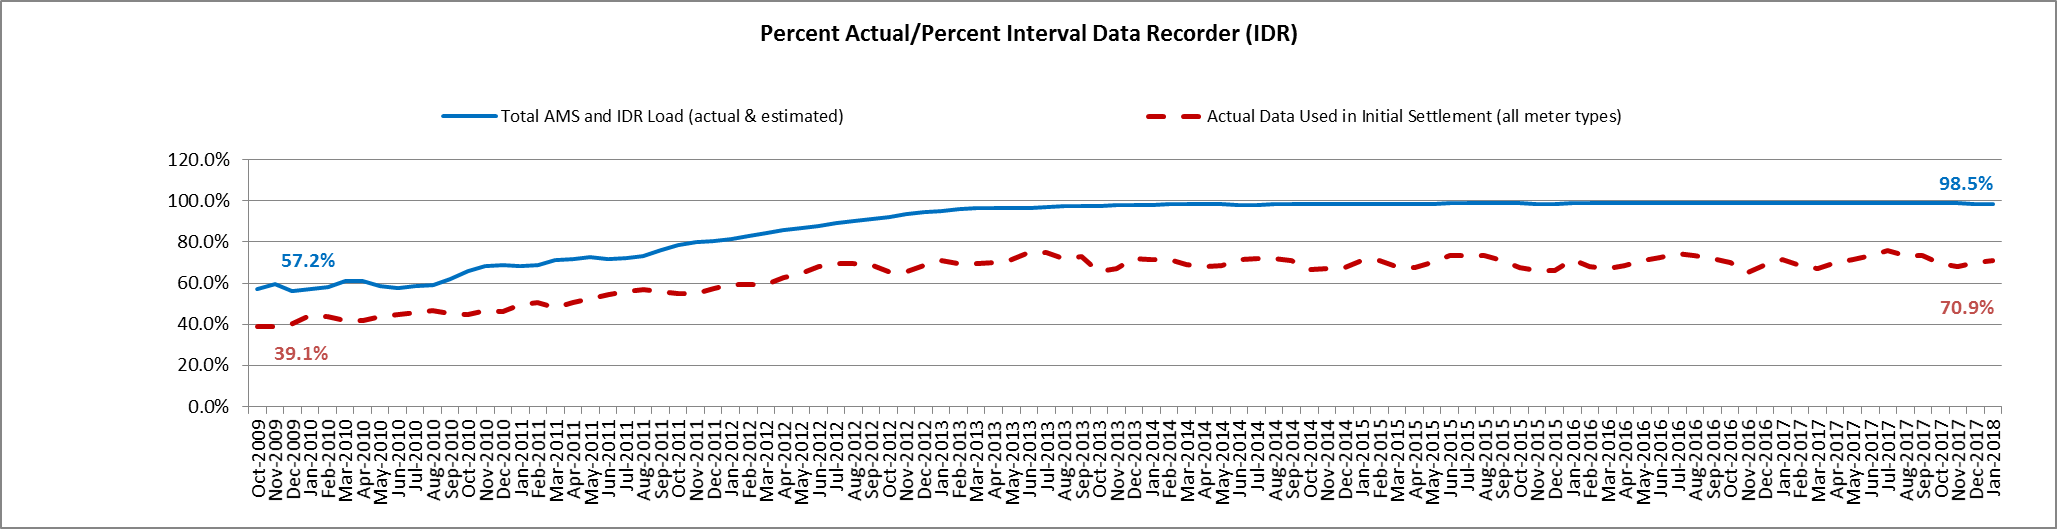 Percent Actual/Percent Interval Data Recorder (IDR)
Total AMS and IDR Load (actual & estimated)
Actual Data Used in Initial Settlement (all meter types)
120.0%
100.0%
80.0%
60.0%
40.0%
20.0%
0.0%
57.2%
39.1%
98.5%
70.9%
Oct-2009
Nov-2009
Dec-2009
Jan-2010
Feb-2010
Mar-2010
Apr-2010
May-2010
Jun-2010
Jul-2010
Aug-2010
Sep-2010
Oct-2010
Nov-2010
Dec-2010
Jan-2011
Feb-2011
Mar-2011
Apr-2011
May-2011
Jun-2011
Jul-2011
Aug-2011
Sep-2011
Oct-2011
Nov-2011
Dec-2011
Jan-2012
Feb-2012
Mar-2012
Apr-2012
May-2012
Jun-2012
Jul-2012
Aug-2012
Sep-2012
Oct-2012
Nov-2012
Dec-2012
Jan-2013
Feb-2013
Mar-2013
Apr-2013
May-2013
Jun-2013
Jul-2013
Aug-2013
Sep-2013
Oct-2013
Nov-2013
Dec-2013
Jan-2014
Feb-2014
Mar-2014
Apr-2014
May-2014
Jun-2014
Jul-2014
Aug-2014
Sep-2014
Oct-2014
Nov-2014
Dec-2014
Jan-2015
Feb-2015
Mar-2015
Apr-2015
May-2015
Jun-2015
Jul-2015
Aug-2015
Sep-2015
Oct-2015
Nov-2015
Dec-2015
Jan-2016
Feb-2016
Mar-2016
Apr-2016
May-2016
Jun-2016
Jul-2016
Aug-2016
Sep-2016
Oct-2016
Nov-2016
Dec-2016
Jan-2017
Feb-2017
Mar-2017
Apr-2017
May-2017
Jun-2017
Jul-2017
Aug-2017
Sep-2017
Oct-2017
Nov-2017
Dec-2017
Jan-2018